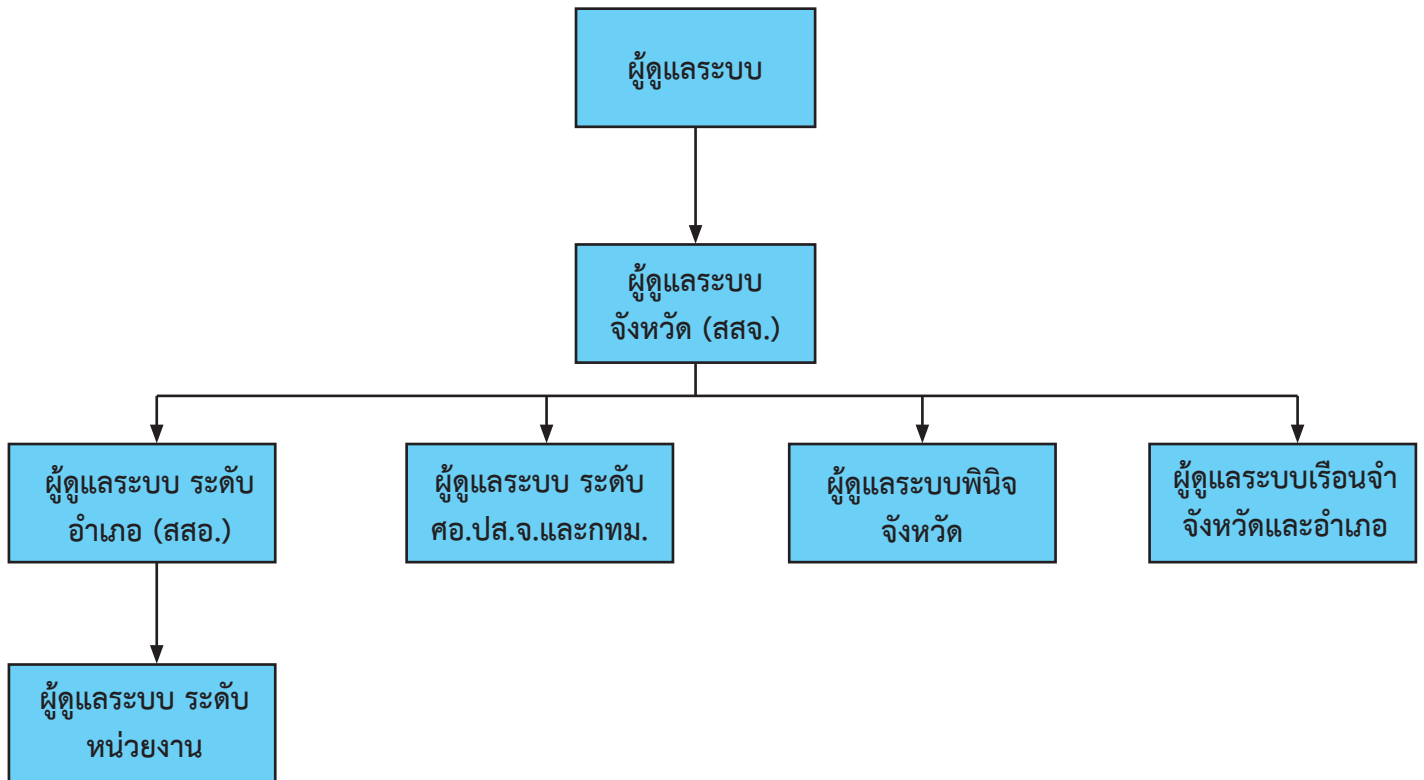 ผู้ดูแลระบบ
ผู้ดูแลระบบ
จังหวัด (สสจ.)
ผู้ดูแลระบบ ระดับ
อำเภอ (สสอ.)
ผู้ดูแลระบบ ระดับ
ศอ.ปส.จ.และกทม.
ผู้ดูแลระบบพินิจ
จังหวัด
ผู้ดูแลระบบเรือนจำ
จังหวัดและอำเภอ
ผู้ดูแลระบบ ระดับ
หน่วยงาน